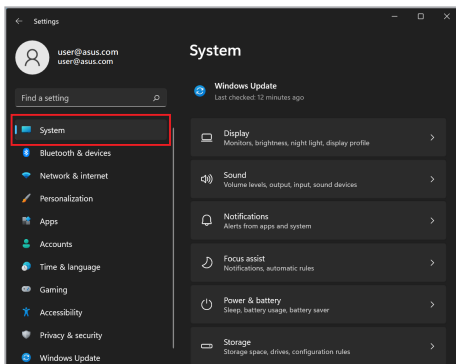 Settings
user@asus.com
user@asus.com
Find a setting
System
Bluetooth & devices
Network & internet
Personalization
Apps
Accounts
Time & language
Gaming
Accessibility
Privacy & security
Windows Update
System
Windows Update
Last checked: 12 minutes ago
Display
Monitors, brightness, night light, display profile
Sound
Volume levels, output, input, sound devices
Notifications
Alerts from apps and system
Focus assist
Notifications, automatic rules
Power & battery
Sleep, battery usage, battery saver
Storage
Storage space, drives, configuration rules